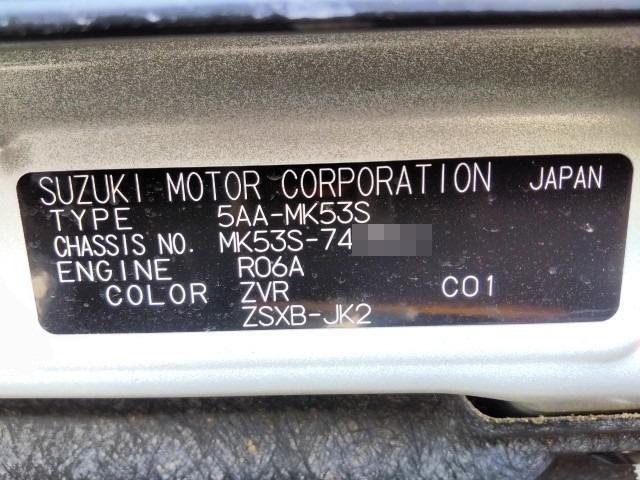 SUZUKI MOTOR CORPORATION JAPAN
TYPE 5AA-MK53S
CHASSIS NO. MK53S-74
ENGINE R06A
COLOR ZVR C01
ZSXB-JK2